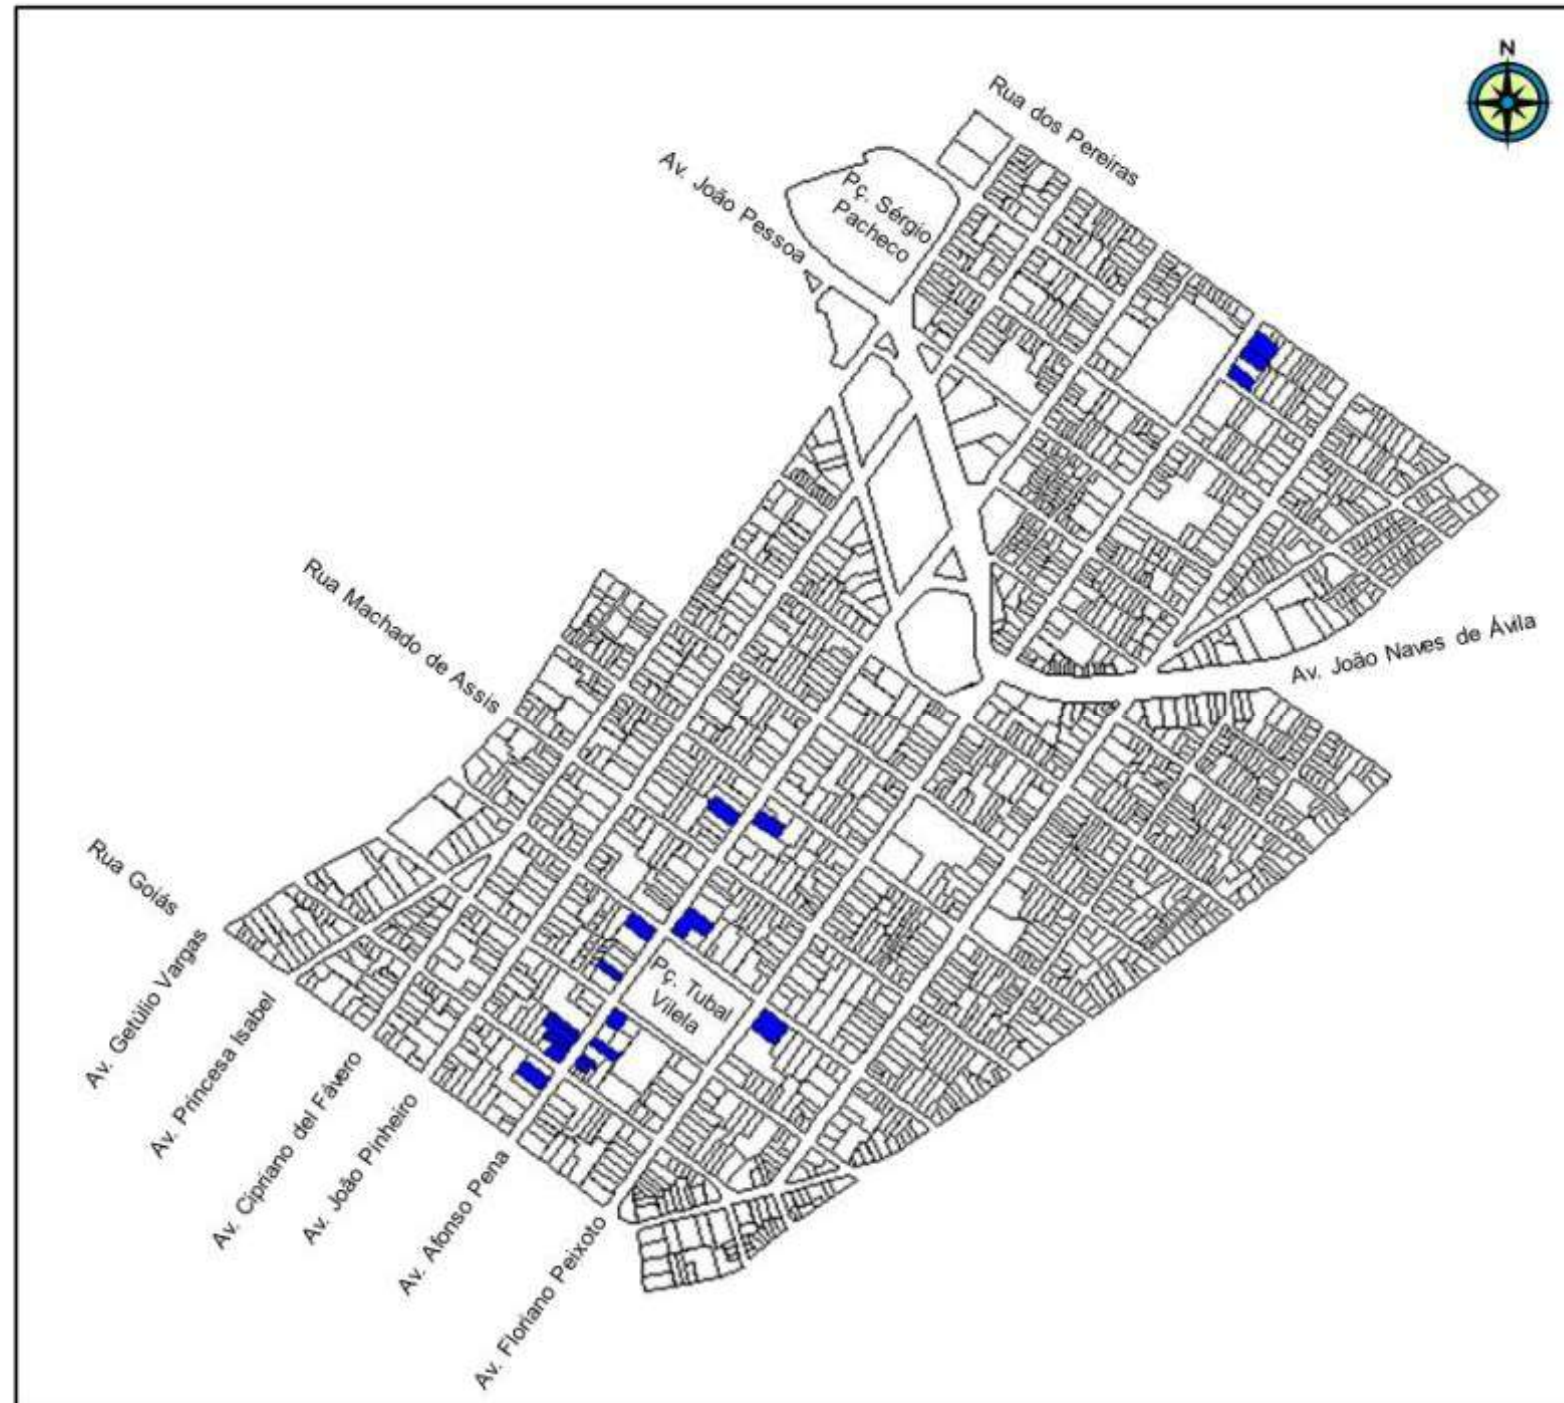 N
Rua dos Pereiras
Av. João Pessoa
Pç. Sérgio
Pacheco
Rua Machado de Assis
Av. João Naves de Ávila
Rua Goiás
Av. Getúlio Vargas
Av. Princesa Isabel
Av. Cipriano del Fávero
Av. João Pinheiro
Av. Afonso Pena
Av. Floriano Peixoto
Pç. Tubal
Vilela